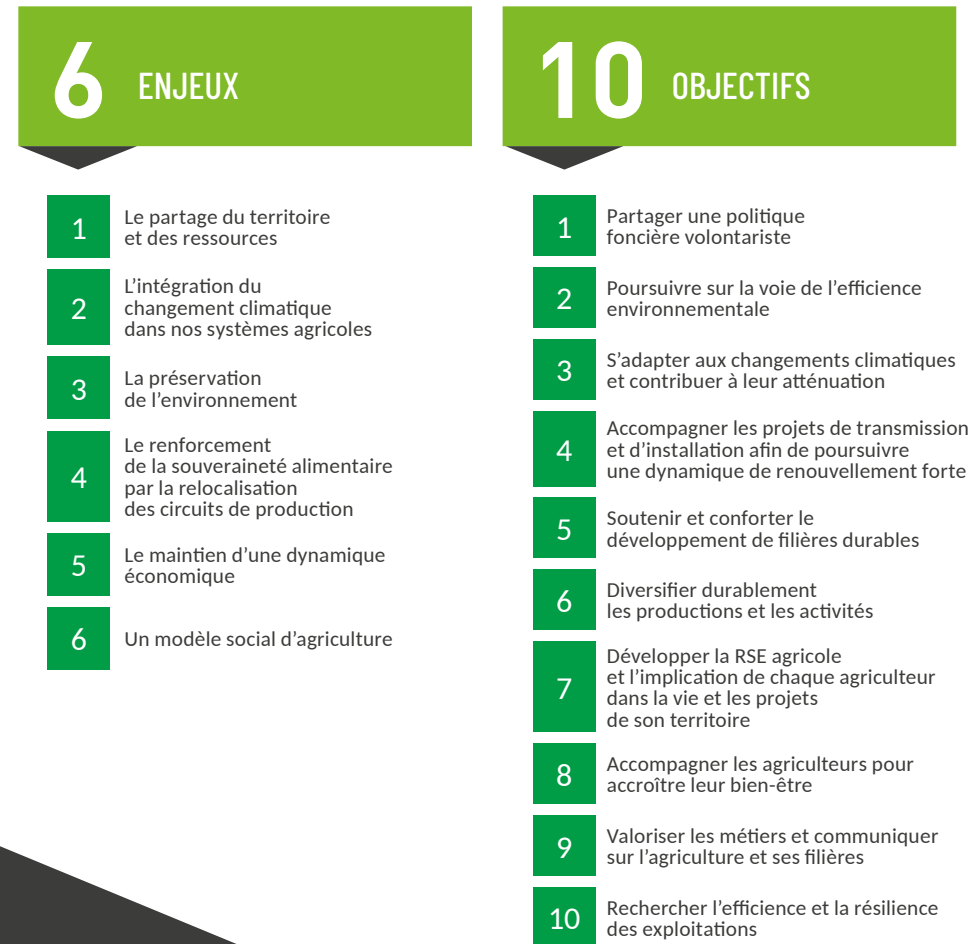 6 ENJEUX
1
Le partage du territoire
et des ressources
2
L’intégration du
changement climatique
dans nos systèmes agricoles
3
La préservation
de l’environnement
4
Le renforcement
de la souveraineté alimentaire
par la relocalisation
des circuits de production
5
Le maintien d’une dynamique
économique
6
Un modèle social d’agriculture
10 OBJECTIFS
1
Partager une politique
foncière volontariste
2
Poursuivre sur la voie de l’efficience
environnementale
3
S’adapter aux changements climatiques
et contribuer à leur atténuation
4
Accompagner les projets de transmission
et d’installation afin de poursuivre
une dynamique de renouvellement forte
5
Soutenir et conforter le
développement de filières durables
6
Diversifier durablement
les productions et les activités
7
Développer la RSE agricole
et l’implication de chaque agriculteur
dans la vie et les projets
de son territoire
8
Accompagner les agriculteurs pour
accroître leur bien-être
9
Valoriser les métiers et communiquer
sur l’agriculture et ses filières
10
Rechercher l’efficience et la résilience
des exploitations